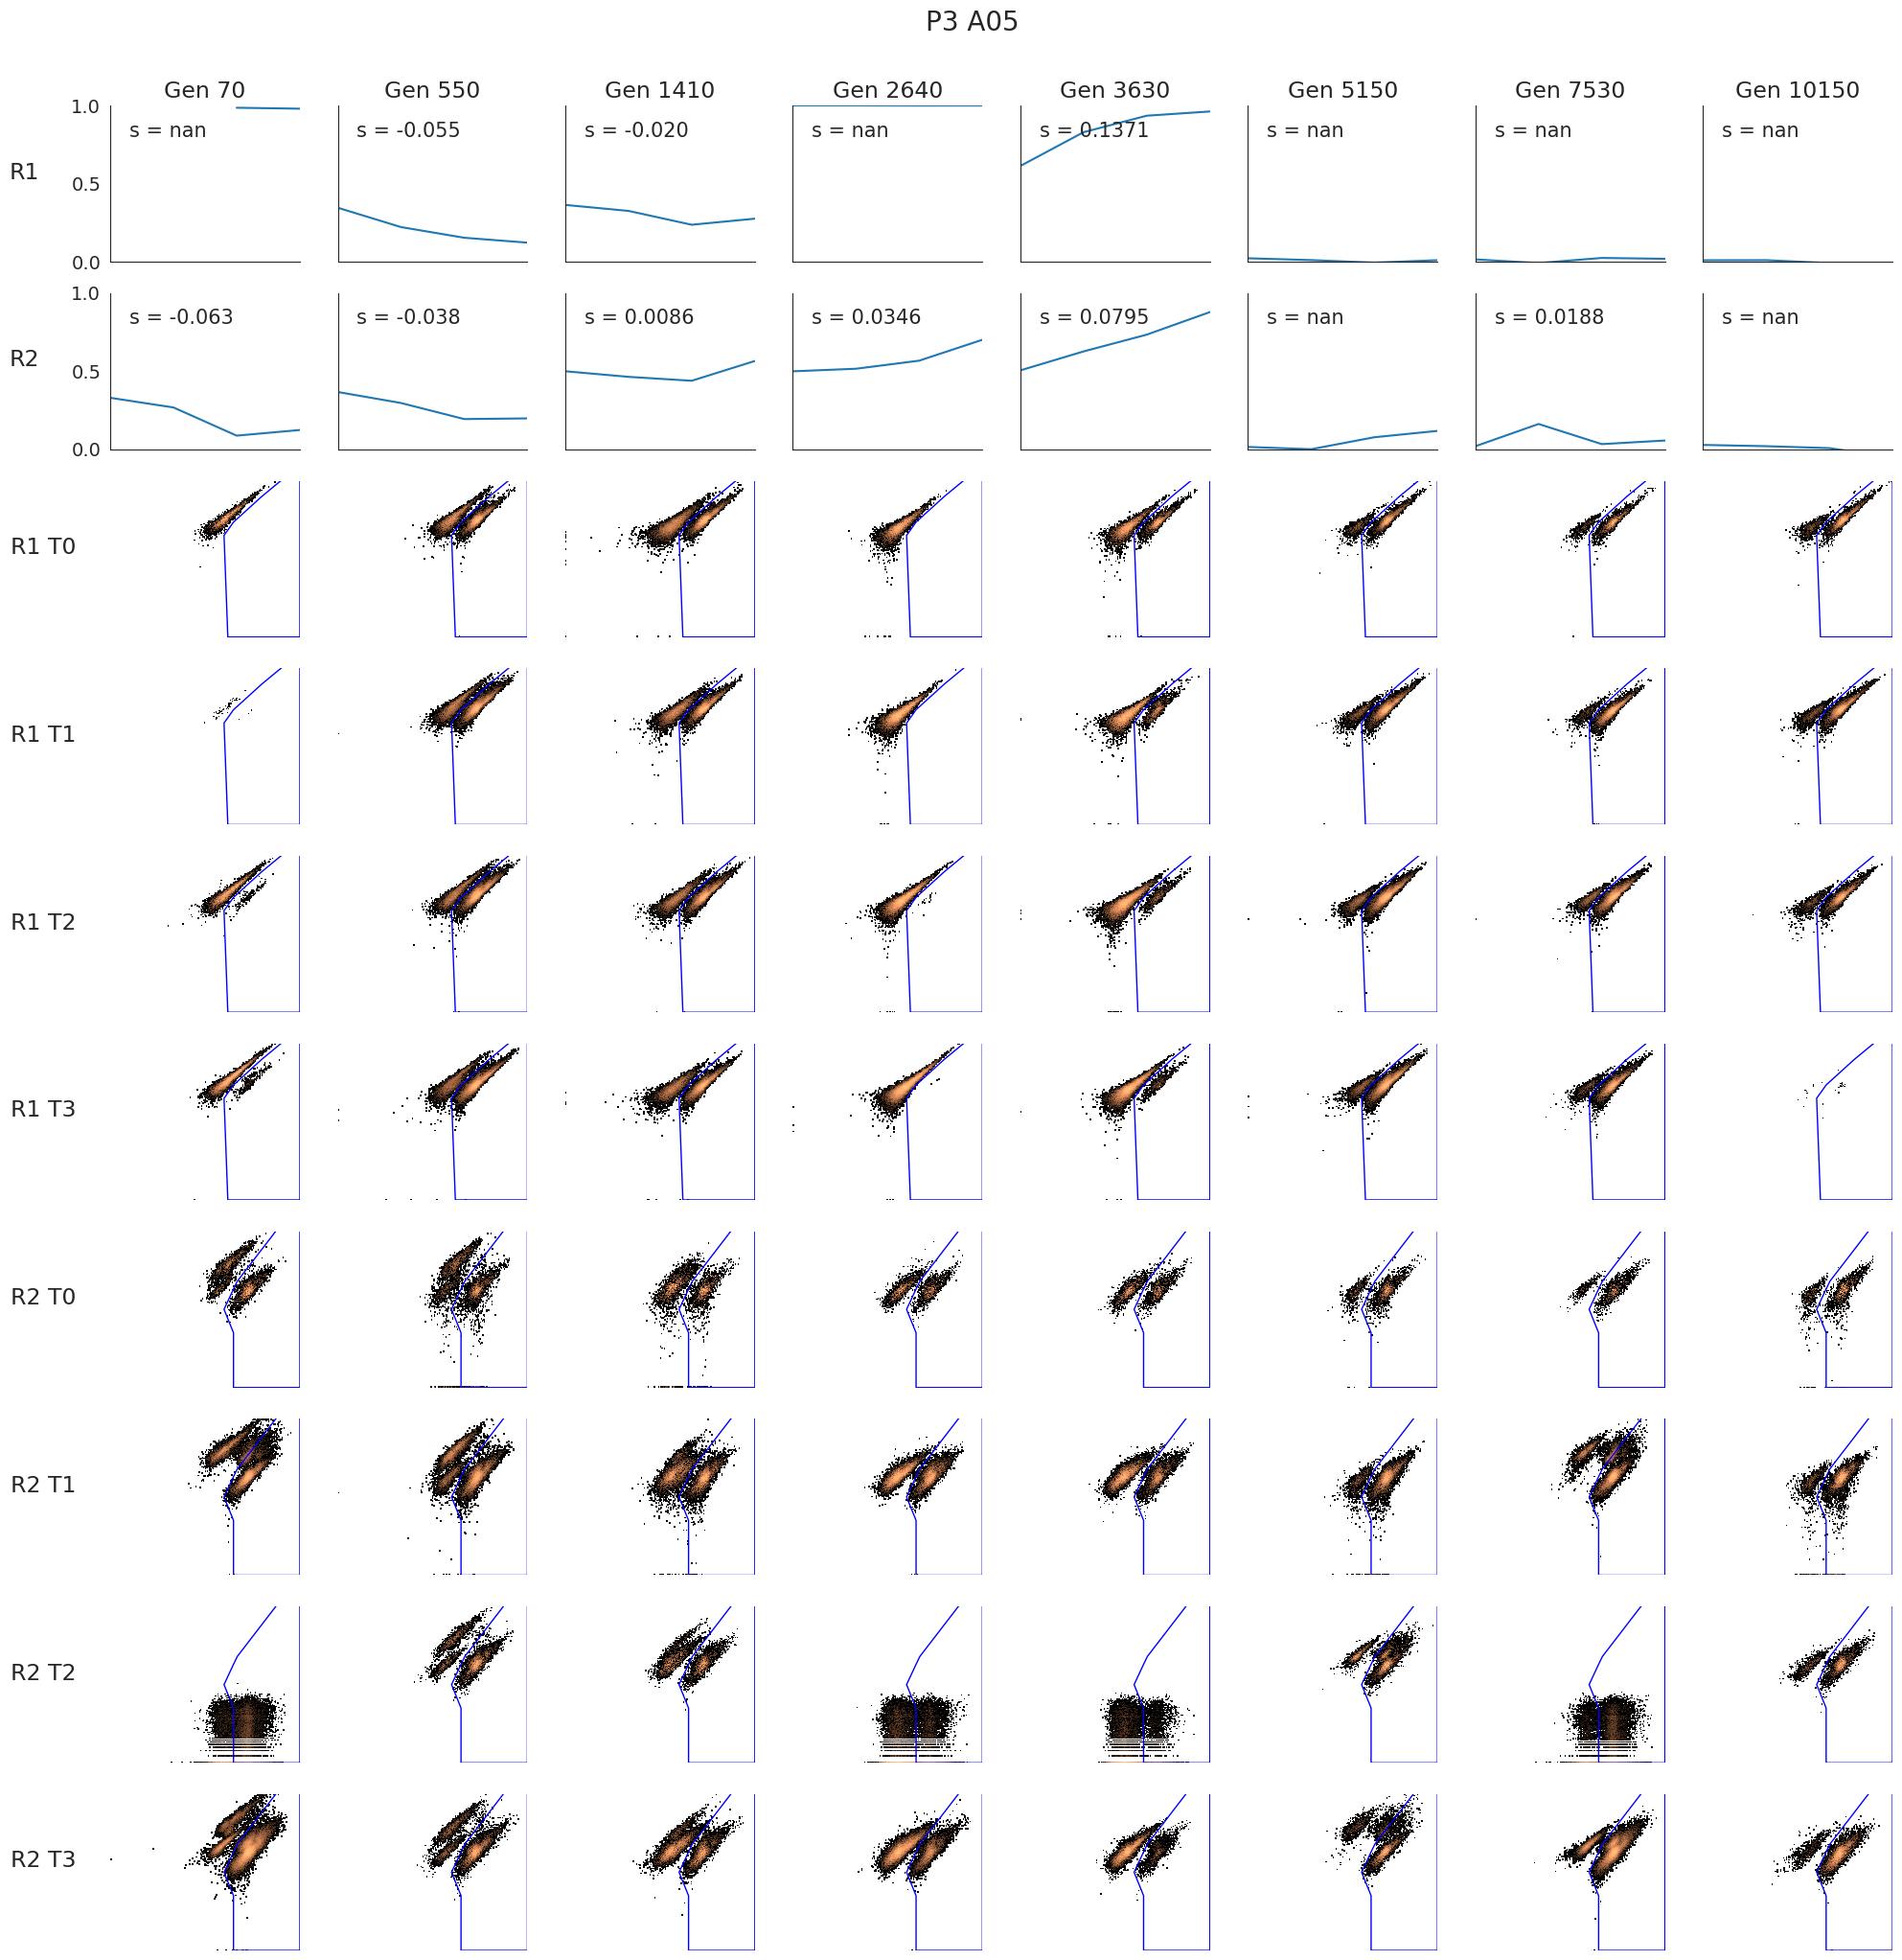 P3 A05
Gen 70 Gen 550 Gen 1410 Gen 2640 Gen 3630 Gen 5150 Gen 7530 Gen 10150
R1
1.0
0.5
0.0
s = nan s = -0.055 s = -0.020 s = nan s = 0.1371 s = nan s = nan s = nan
R2
1.0
0.5
0.0
s = -0.063 s = -0.038 s = 0.0086 s = 0.0346 s = 0.0795 s = nan s = 0.0188 s = nan
R1 T0
R1 T1
R1 T2
R1 T3
R2 T0
R2 T1
R2 T2
R2 T3